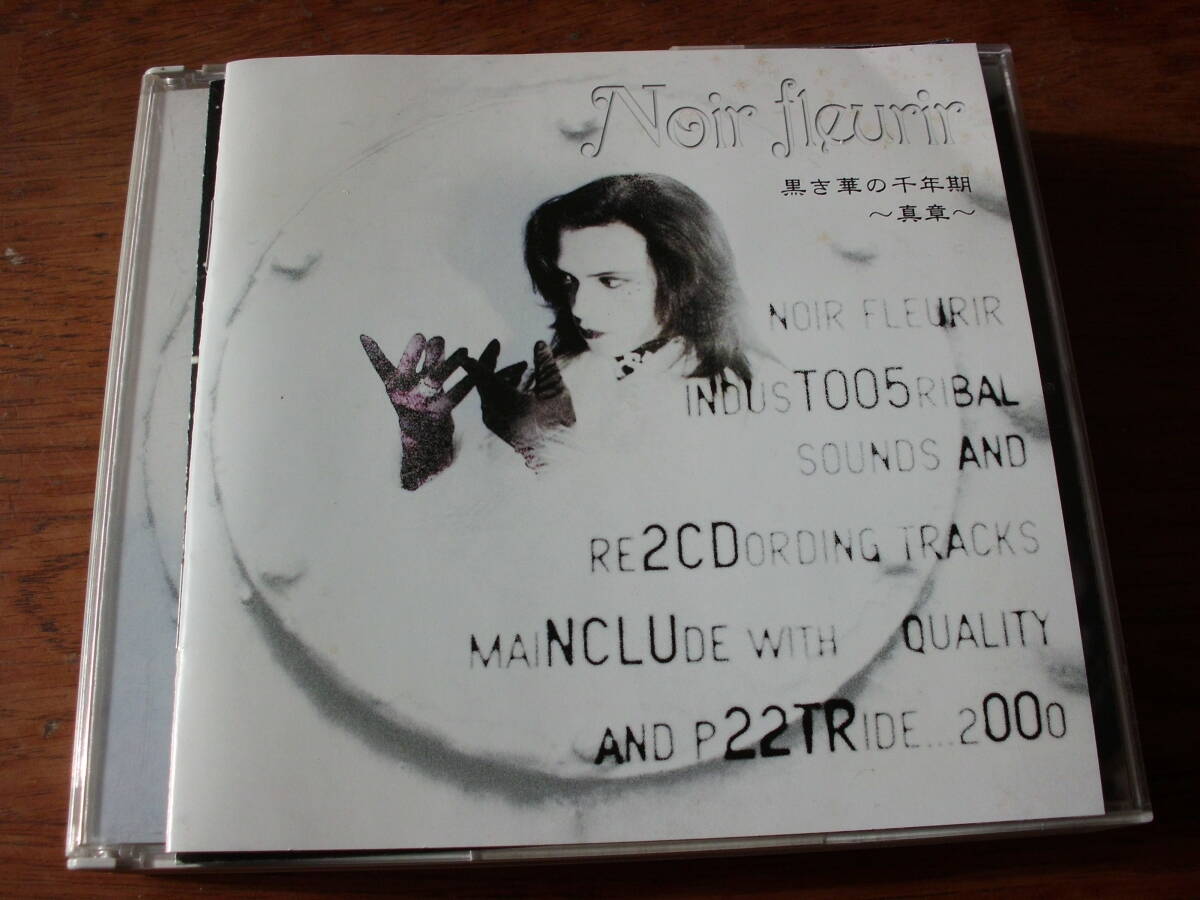 Noir fleurir
黒き華の千年期
～真章～
NOIR FLEURIR
INDUST005RIBAL
SOUNDS AND
RE2CDORDING TRACKS
MAINCLUDE WITH QUALITY
AND P22TRIDE...2000